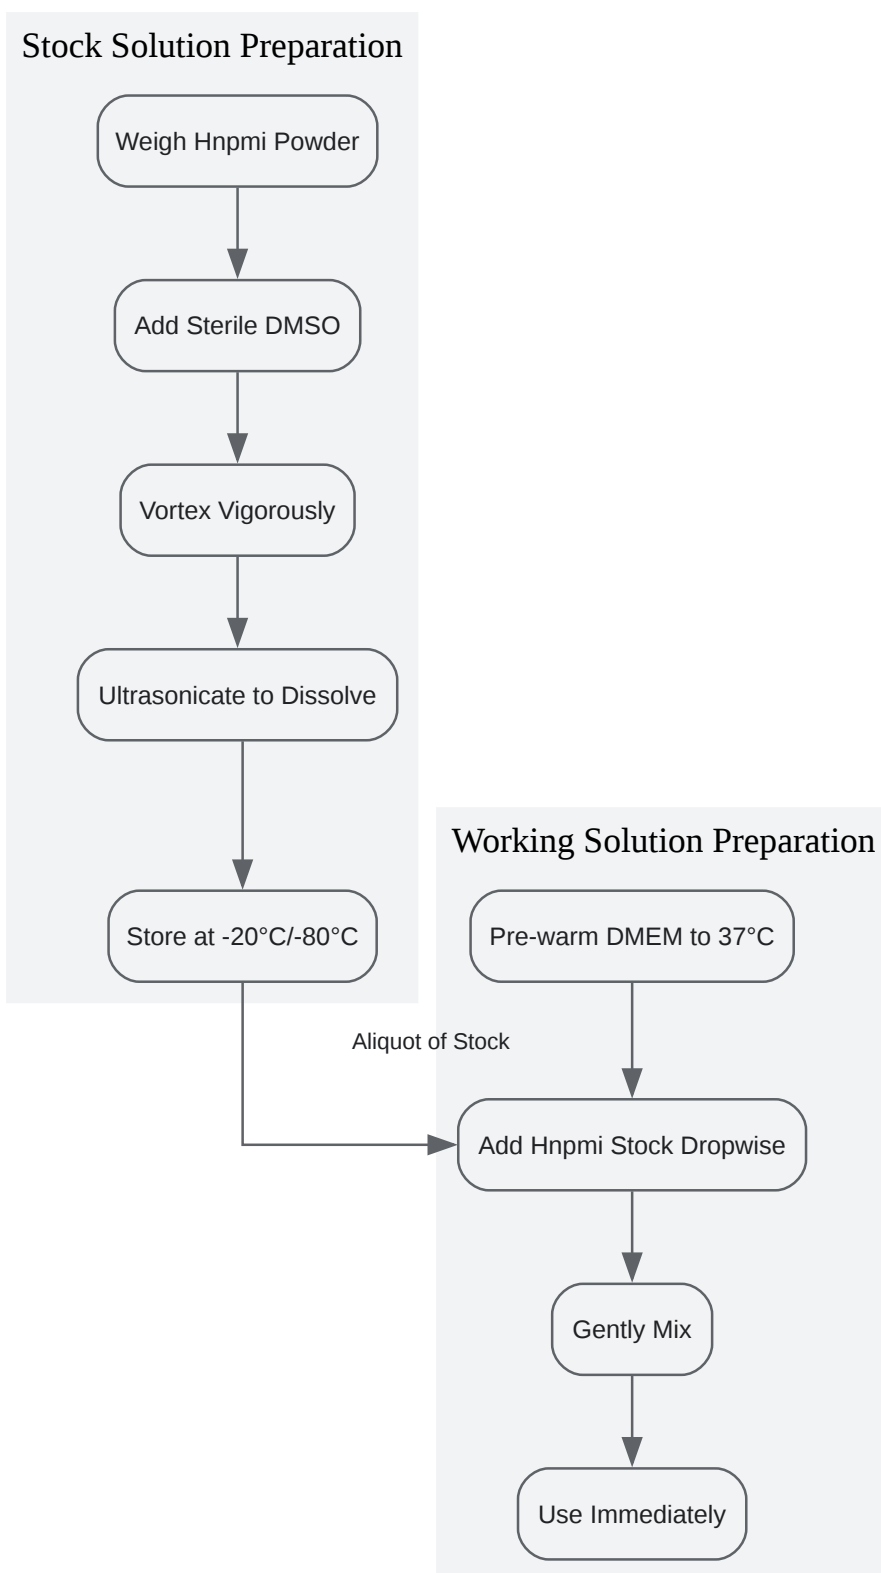 Stock Solution Preparation
Weigh Hnpmi Powder
Add Sterile DMSO
Vortex Vigorously
Ultrasonicate to Dissolve
Store at -20°C/-80°C
Working Solution Preparation
Pre-warm DMEM to 37°C
Aliquot of Stock
Add Hnpmi Stock Dropwise
Gently Mix
Use Immediately